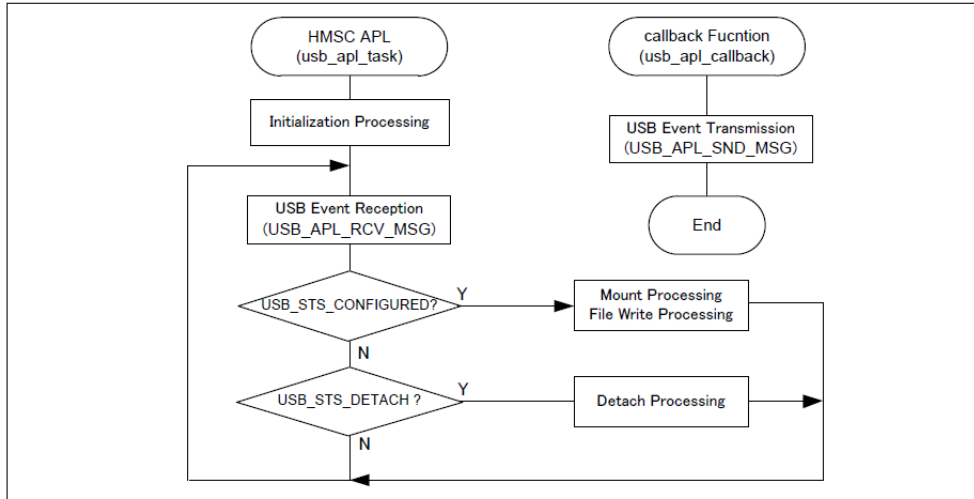 HMSC APL
(usb_apl_task)
callback Fucntion
(usb_apl_callback)
Initialization Processing
USB Event Transmission
(USB_APL_SND_MSG)
USB Event Reception
(USB_APL_RCV_MSG)
End
USB_STS_CONFIGURED?
Y
Mount Processing
File Write Processing
N
USB_STS_DETACH ?
Y
Detach Processing
N